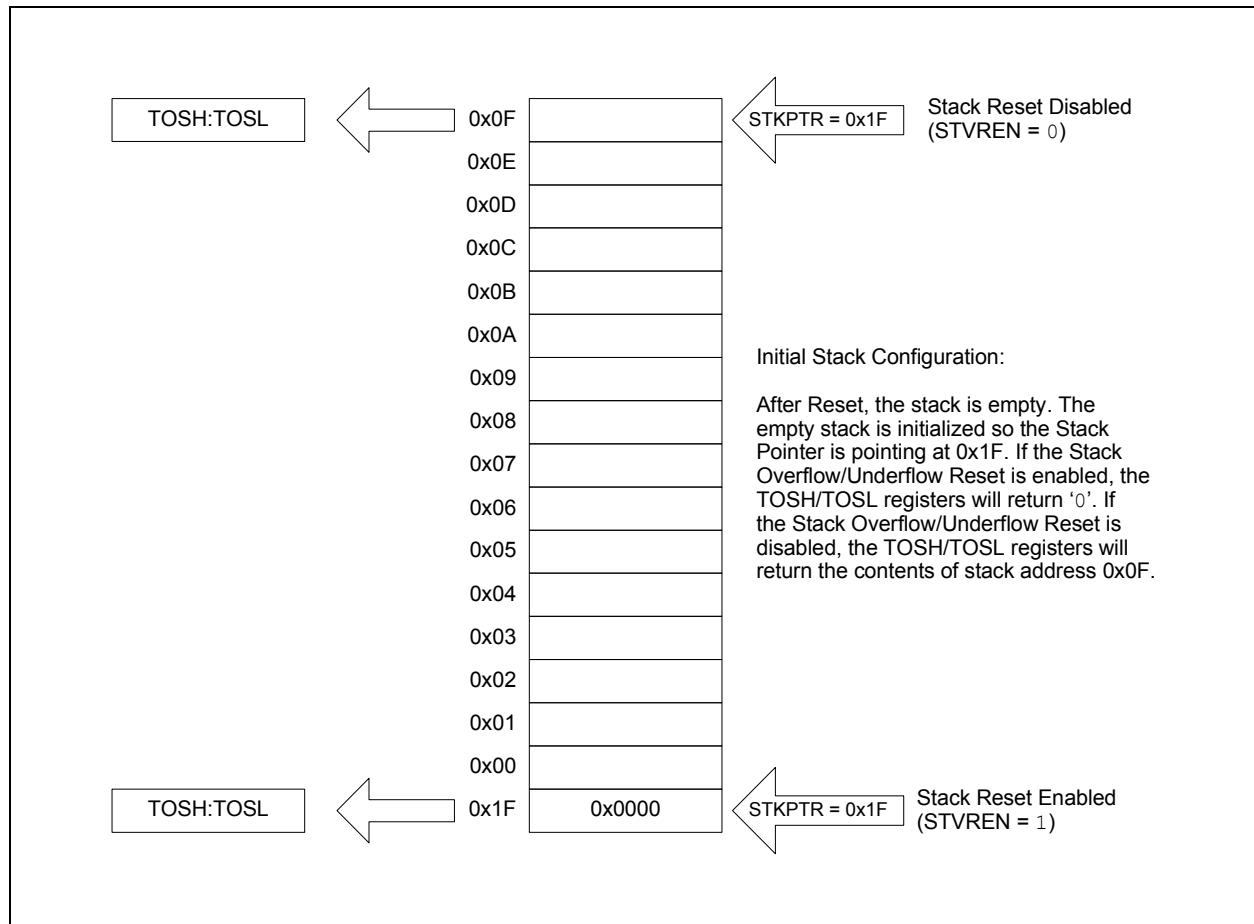 TOSH:TOSL
0x0F
STKPTR = 0x1F
Stack Reset Disabled
(STVREN = 0)
0x0E
0x0D
0x0C
0x0B
0x0A
0x09
0x08
0x07
0x06
0x05
0x04
0x03
0x02
0x01
0x00
Initial Stack Configuration:
After Reset, the stack is empty. The
empty stack is initialized so the Stack
Pointer is pointing at 0x1F. If the Stack
Overflow/Underflow Reset is enabled, the
TOSH/TOSL registers will return ‘0’. If
the Stack Overflow/Underflow Reset is
disabled, the TOSH/TOSL registers will
return the contents of stack address 0x0F.
TOSH:TOSL
0x1F
0x0000
STKPTR = 0x1F
Stack Reset Enabled
(STVREN = 1)